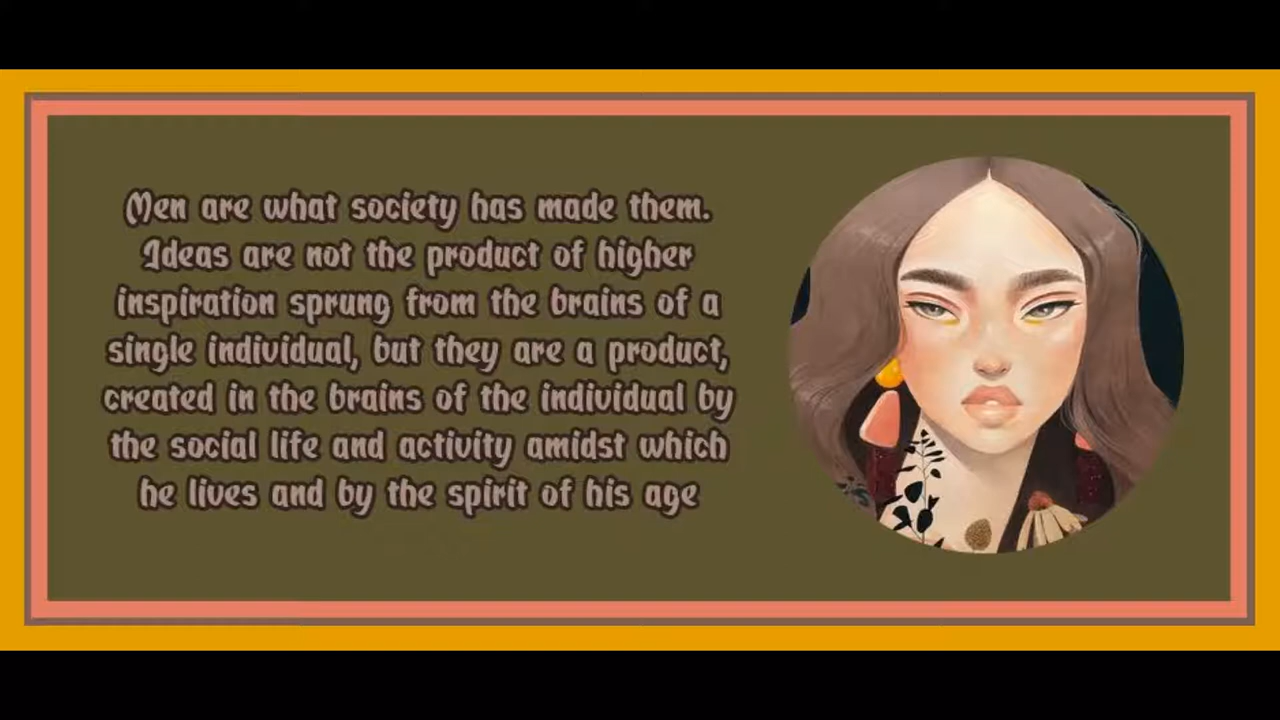 Men are what society has made them.
Ideas are not the product of higher
inspiration sprung from the brains of a
single individual, but they are a product,
created in the brains of the individual by
the social life and activity amidst which
he lives and by the spirit of his age